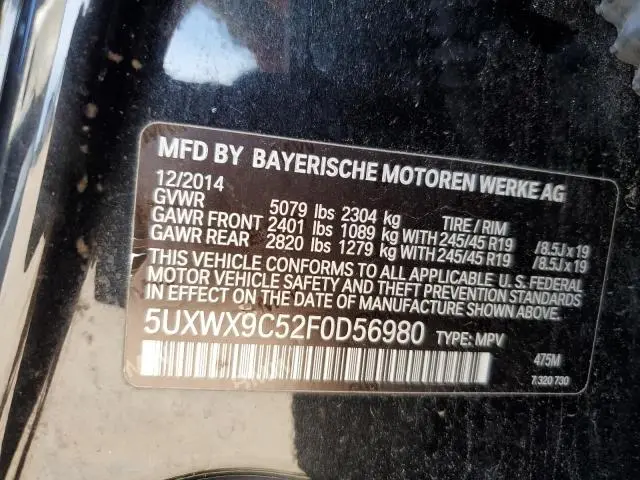 MFD BY BAYERISCHE MOTOREN WERKE AG
12/2014
GVWR 5079 lbs 2304 kg TIRE / RIM
GAWR FRONT 2401 lbs 1089 kg WITH 245/45 R19 / 8.5J x 19
GAWR REAR 2820 lbs 1279 kg WITH 245/45 R19 / 8.5J x 19
THIS VEHICLE CONFORMS TO ALL APPLICABLE U. S. FEDERAL
MOTOR VEHICLE SAFETY AND THEFT PREVENTION STANDARDS
IN EFFECT ON THE DATE OF MANUFACTURE.
5UXWX9C52F0D56980 TYPE: MPV
475M
7.320 730